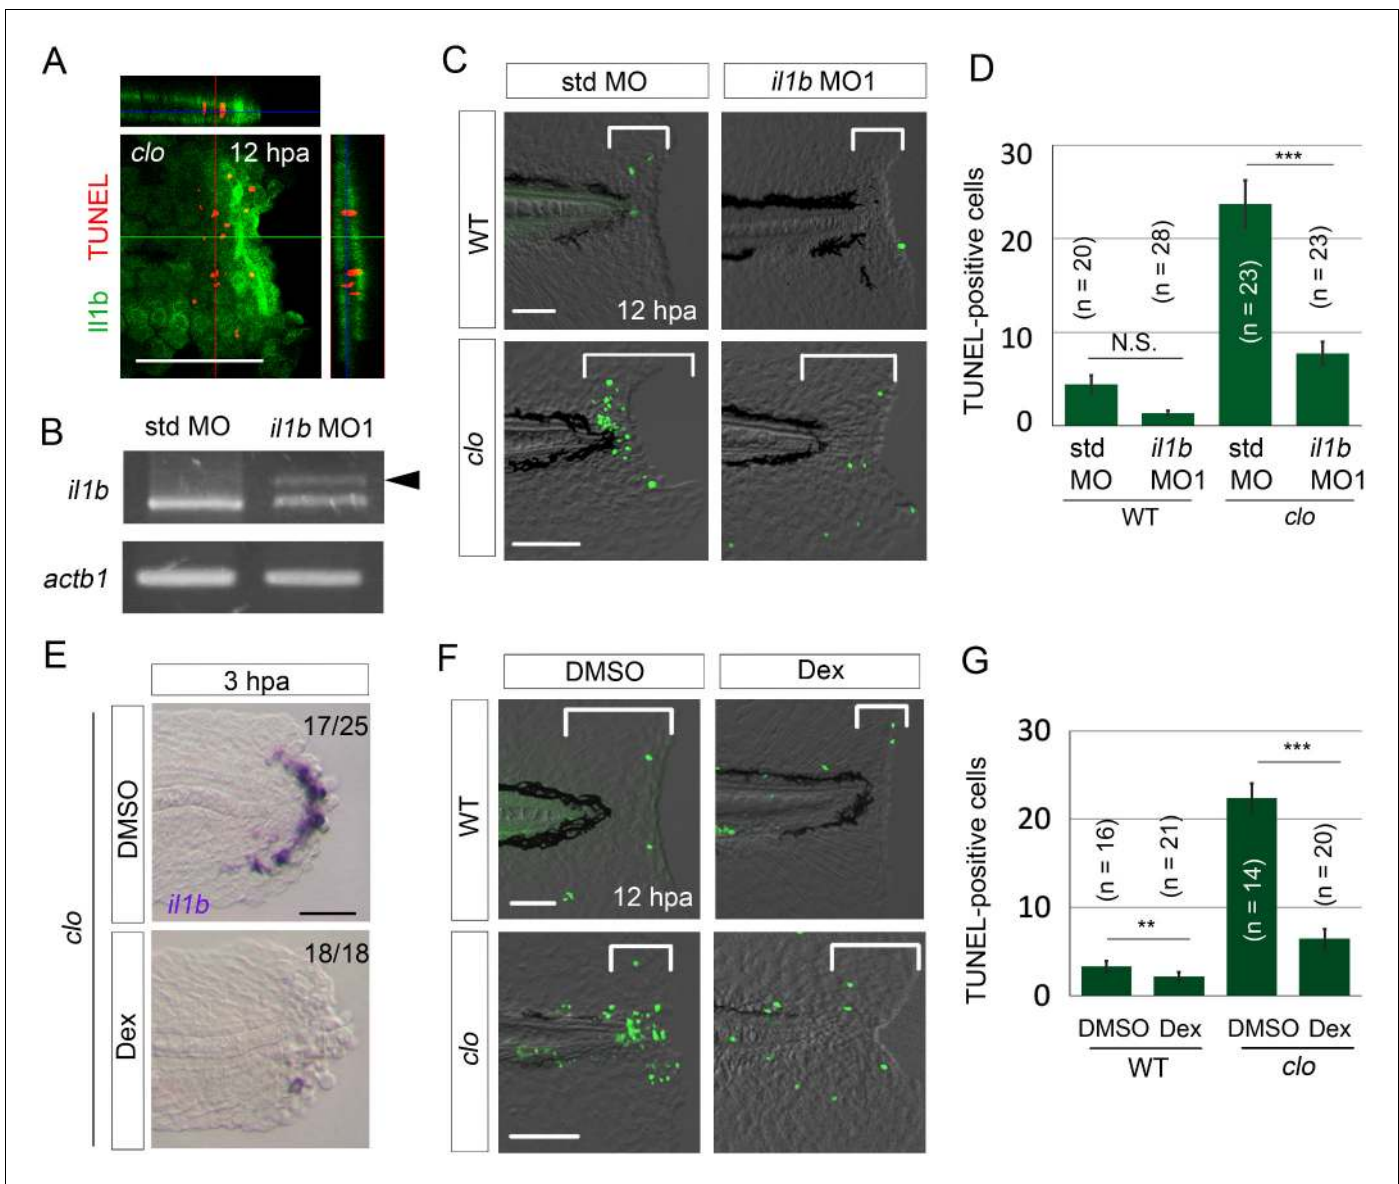 A
clo 12 hpa
Il1b TUNEL
B
std MO il1b MO1
il1b
actb1
C
std MO il1b MO1
WT
12 hpa
clo
D
TUNEL-positive cells
30
20
10
0
***
(n = 20)
(n = 28)
(n = 23)
(n = 23)
N.S.
std il1b std il1b
MO MO1 MO MO1
WT clo
E
3 hpa
clo
DMSO
17/25
il1b
Dex
18/18
F
DMSO Dex
WT
12 hpa
clo
G
TUNEL-positive cells
30
20
10
0
***
(n = 16)
(n = 21)
(n = 14)
(n = 20)
**
DMSO Dex DMSO Dex
WT clo